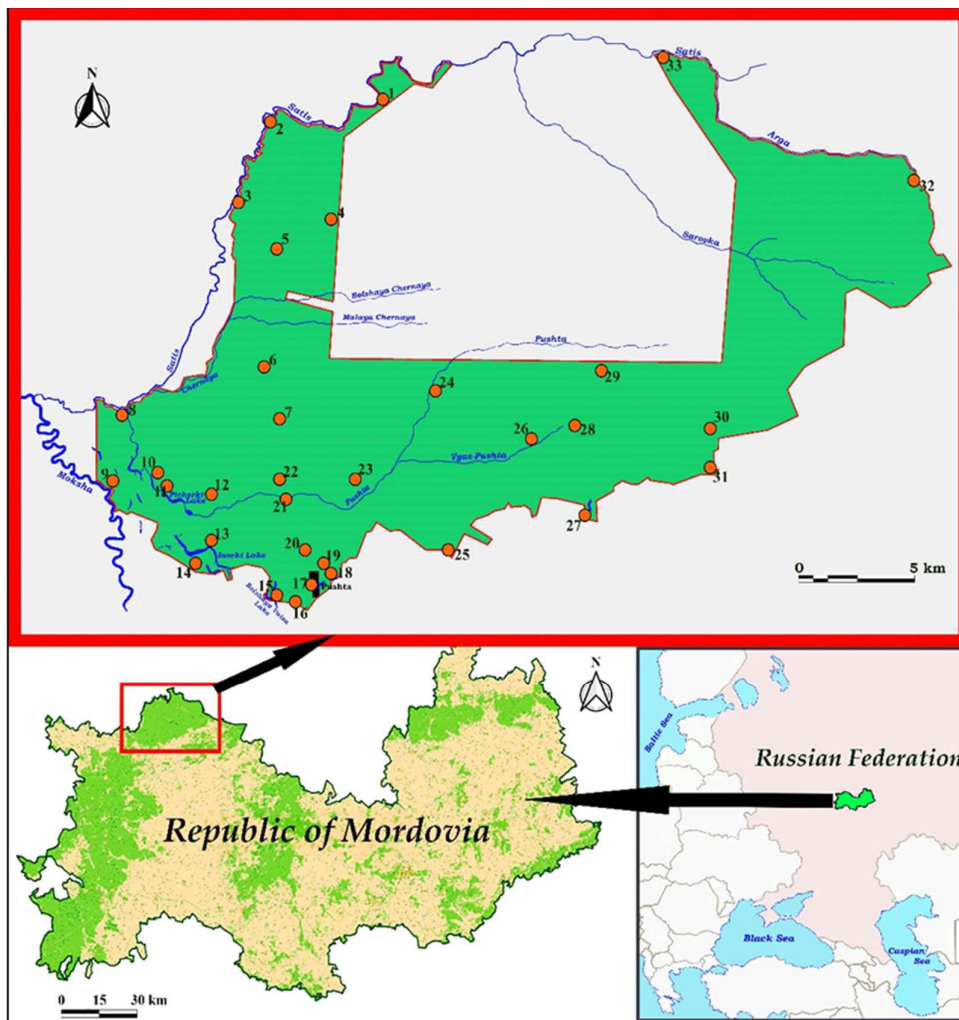 N
1
Satis
2
3
4
5
33
Satis
Arga
32
Sarovka
Bolshaya Chernaya
Malaya Chernaya
Satis
Chernaya
Pushta
6
24
29
8
7
26
28
30
Vyaz-Pushta
31
Moksha
9
10
11
Picherki
Lake
12
22
21
23
Pushta
27
13
Inorki Lake
14
20
19
18
25
17
Pushta
15
16
Lake
0 5 km
N
Republic of Mordovia
0 15 30 km
Baltic Sea
Russian Federation
Black Sea
Caspian
Sea